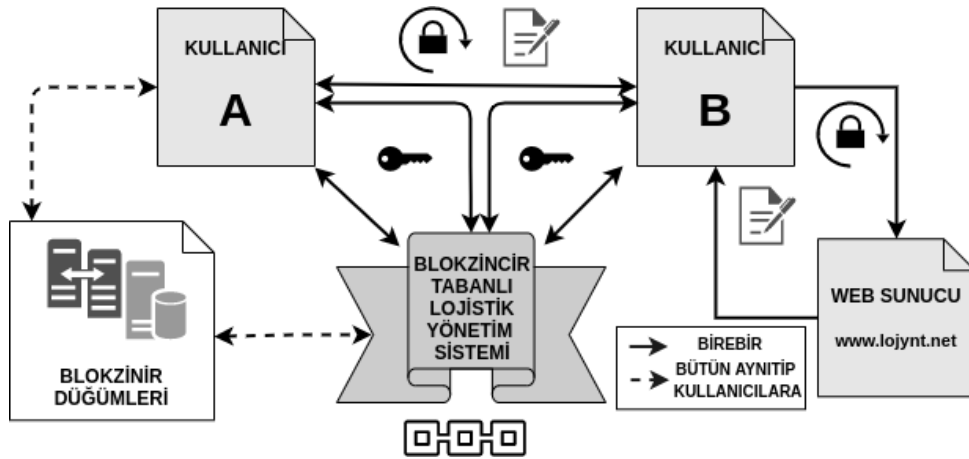 KULLANICI
A
KULLANICI
B
BLOKZİNCİR
TABANLI
LOJİSTİK
YÖNETİM
SİSTEMİ
WEB SUNUCU
www.lojynt.net
BLOKZİNİR
DÜĞÜMLERİ
BİREBİR
BÜTÜN AYNITİP
KULLANICILARA